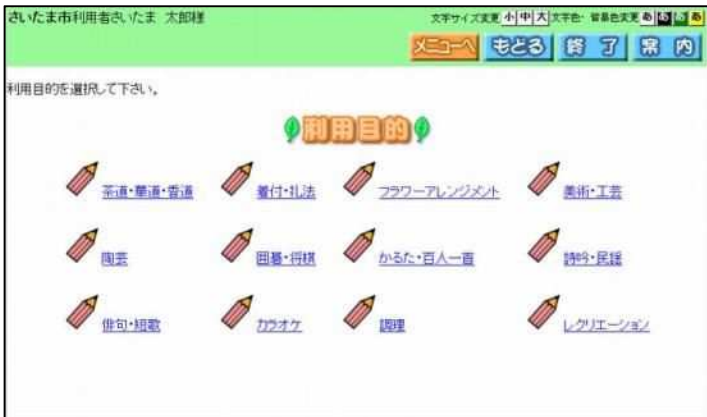 さいたま市利用者さいたま 太郎様
文字サイズ変更 小 中 大 文字色・背景色変更 あ あ あ あ
メニューへ もどる 終了 案内
利用目的を選択して下さい。
利用目的
茶道・華道・香道 着付・礼法 フラワーアレンジメント 美術・工芸
陶芸 囲碁・将棋 かるた・百人一首 詩吟・民謡
俳句・短歌 カラオケ 調理 レクリエーション